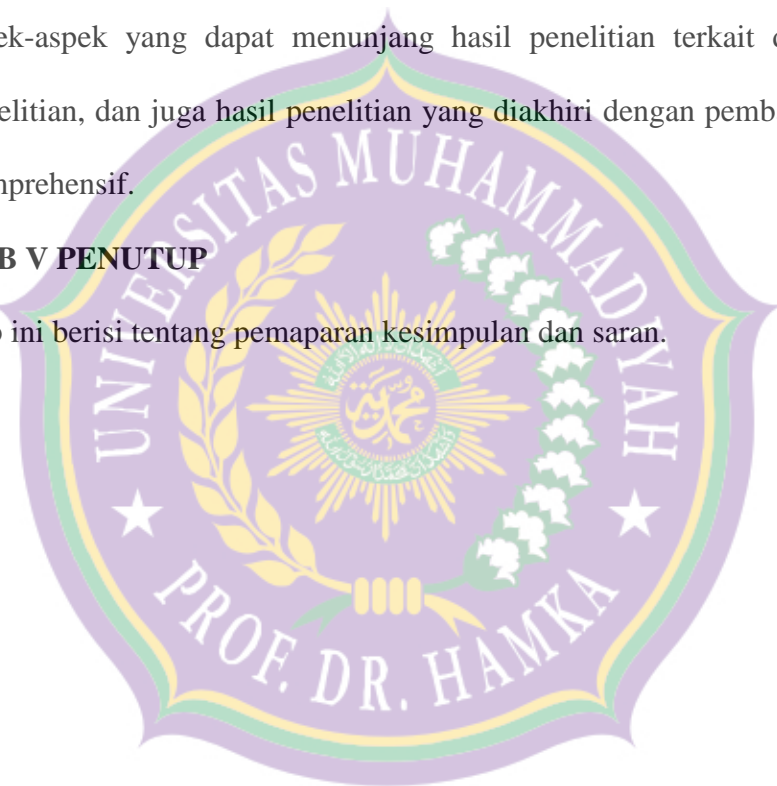 ek-aspek yang dapat menunjang hasil penelitian terkait d
elitian, dan juga hasil penelitian yang diakhiri dengan pemb
nprehensif.
B V PENUTUP
ini berisi tentang pemaparan kesimpulan dan saran.
UNIVERSITAS MUHAMMADIYAH
محمدية
PROF. DR. HAMKA